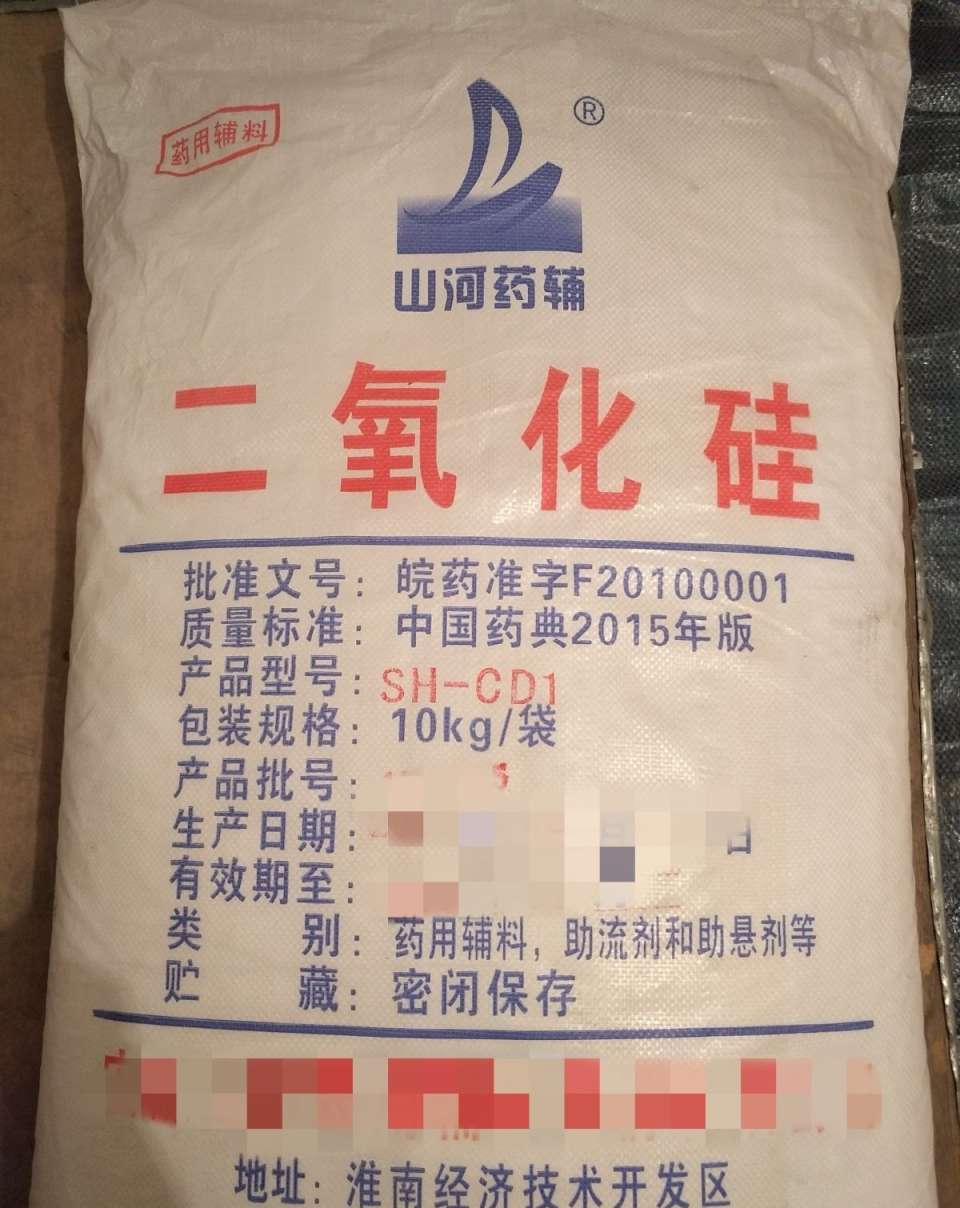 药用辅料
®
山河药辅
二氧化硅
批准文号：皖药准字F20100001
质量标准：中国药典2015年版
产品型号：SH-CD1
包装规格：10kg/袋
产品批号：
生产日期：日
有效期至：
类别：药用辅料，助流剂和助悬剂等
贮藏：密闭保存
地址：淮南经济技术开发区